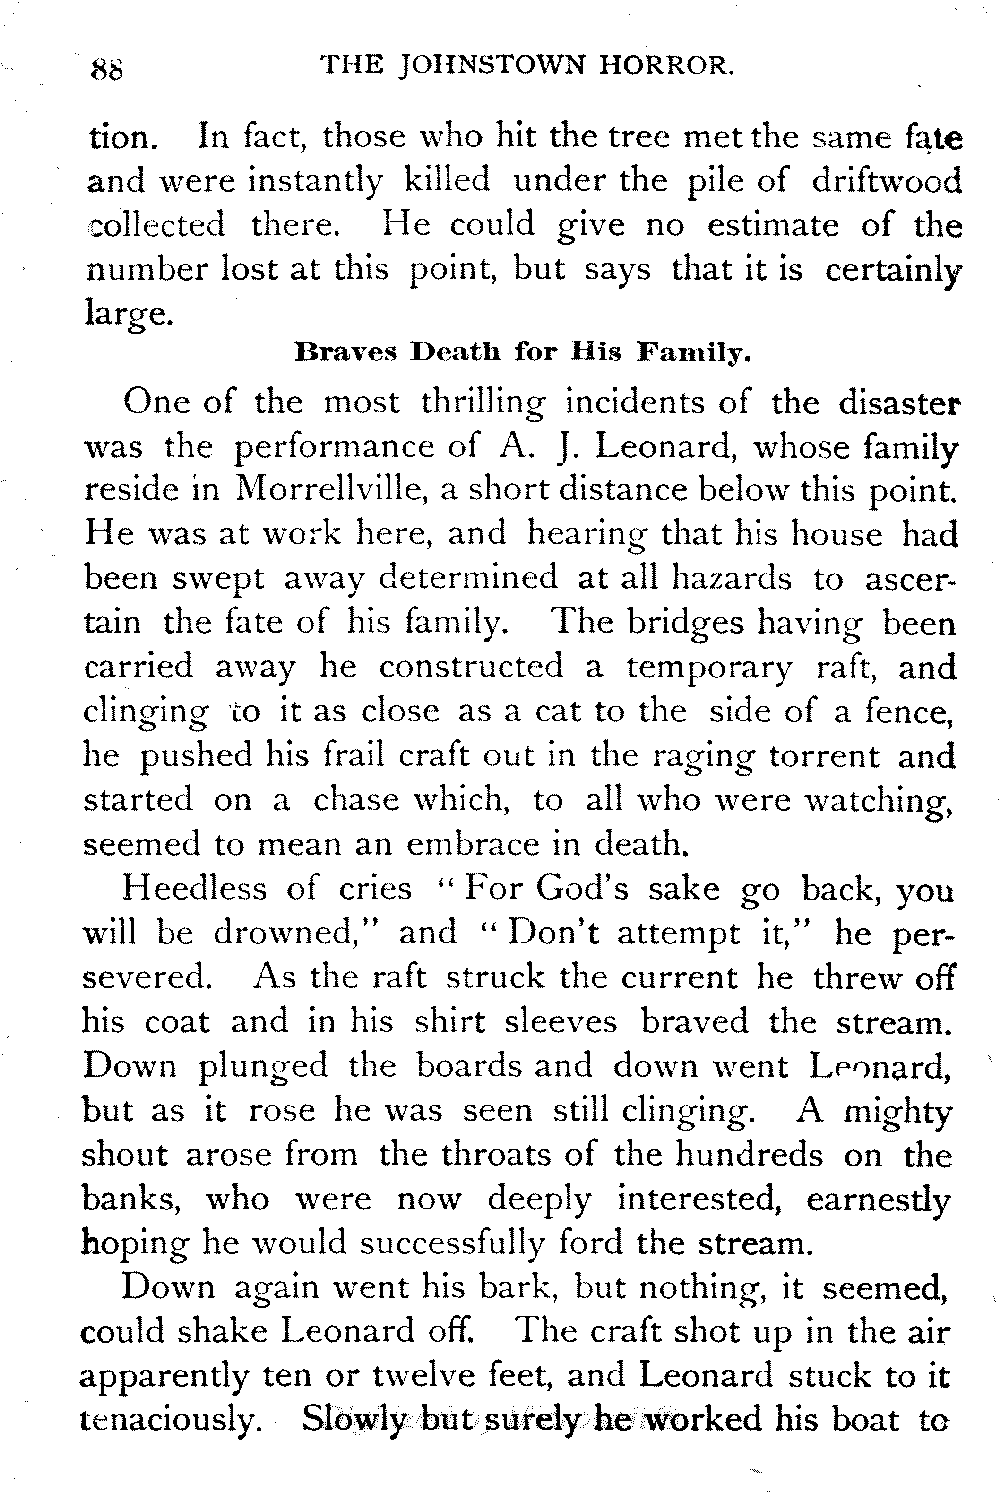 88 THE JOHNSTOWN HORROR.
tion. In fact, those who hit the tree met the same fate
and were instantly killed under the pile of driftwood
collected there. He could give no estimate of the
number lost at this point, but says that it is certainly
large.
Braves Death for His Family.
One of the most thrilling incidents of the disaster
was the performance of A. J. Leonard, whose family
reside in Morrellville, a short distance below this point.
He was at work here, and hearing that his house had
been swept away determined at all hazards to ascer-
tain the fate of his family. The bridges having been
carried away he constructed a temporary raft, and
clinging to it as close as a cat to the side of a fence,
he pushed his frail craft out in the raging torrent and
started on a chase which, to all who were watching,
seemed to mean an embrace in death.
Heedless of cries “ For God's sake go back, you
will be drowned,” and “ Don't attempt it,” he per-
severed. As the raft struck the current he threw off
his coat and in his shirt sleeves braved the stream.
Down plunged the boards and down went Leonard,
but as it rose he was seen still clinging. A mighty
shout arose from the throats of the hundreds on the
banks, who were now deeply interested, earnestly
hoping he would successfully ford the stream.
Down again went his bark, but nothing, it seemed,
could shake Leonard off. The craft shot up in the air
apparently ten or twelve feet, and Leonard stuck to it
tenaciously. Slowly but surely he worked his boat to